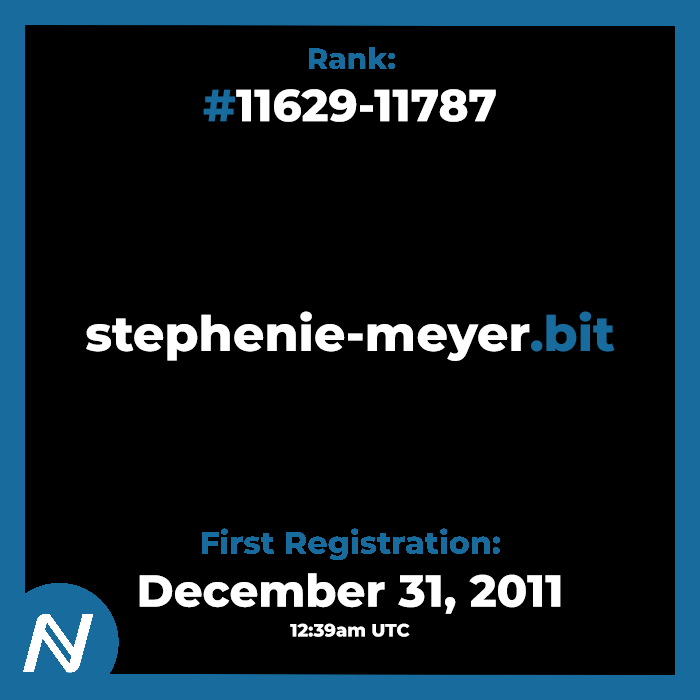 Rank:
#11629-11787
stephenie-meyer.bit
First Registration:
December 31, 2011
12:39am UTC
N